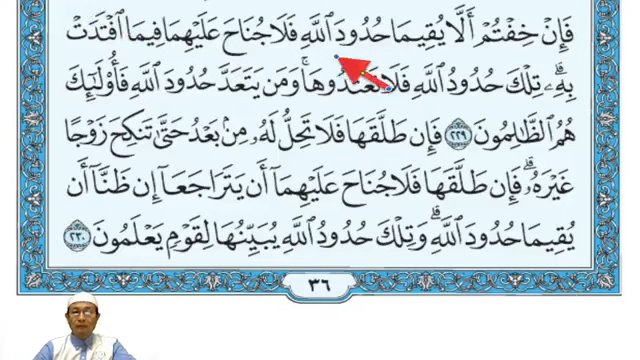 فَإِنْ خِفْتُمْ أَلَّا يُقِيمَا حُدُودَ ٱللَّهِ فَلَا جُنَاحَ عَلَيْهِمَا فِيمَا ٱفْتَدَتْ
بِهِۦۗ تِلْكَ حُدُودُ ٱللَّهِ فَلَا تَعْتَدُوهَاۚ وَمَن يَتَعَدَّ حُدُودَ ٱللَّهِ فَأُو۟لَٰٓئِكَ
هُمُ ٱلظَّٰلِمُونَ ٢٢٩ فَإِن طَلَّقَهَا فَلَا تَحِلُّ لَهُۥ مِنۢ بَعْدُ حَتَّىٰ تَنكِحَ زَوْجًا
غَيْرَهُۥۗ فَإِن طَلَّقَهَا فَلَا جُنَاحَ عَلَيْهِمَآ أَن يَتَرَاجَعَآ إِن ظَنَّآ أَن
يُقِيمَا حُدُودَ ٱللَّهِۗ وَتِلْكَ حُدُودُ ٱللَّهِ يُبَيِّنُهَا لِقَوْمٍ يَعْلَمُونَ ٢٣٠
٣٦